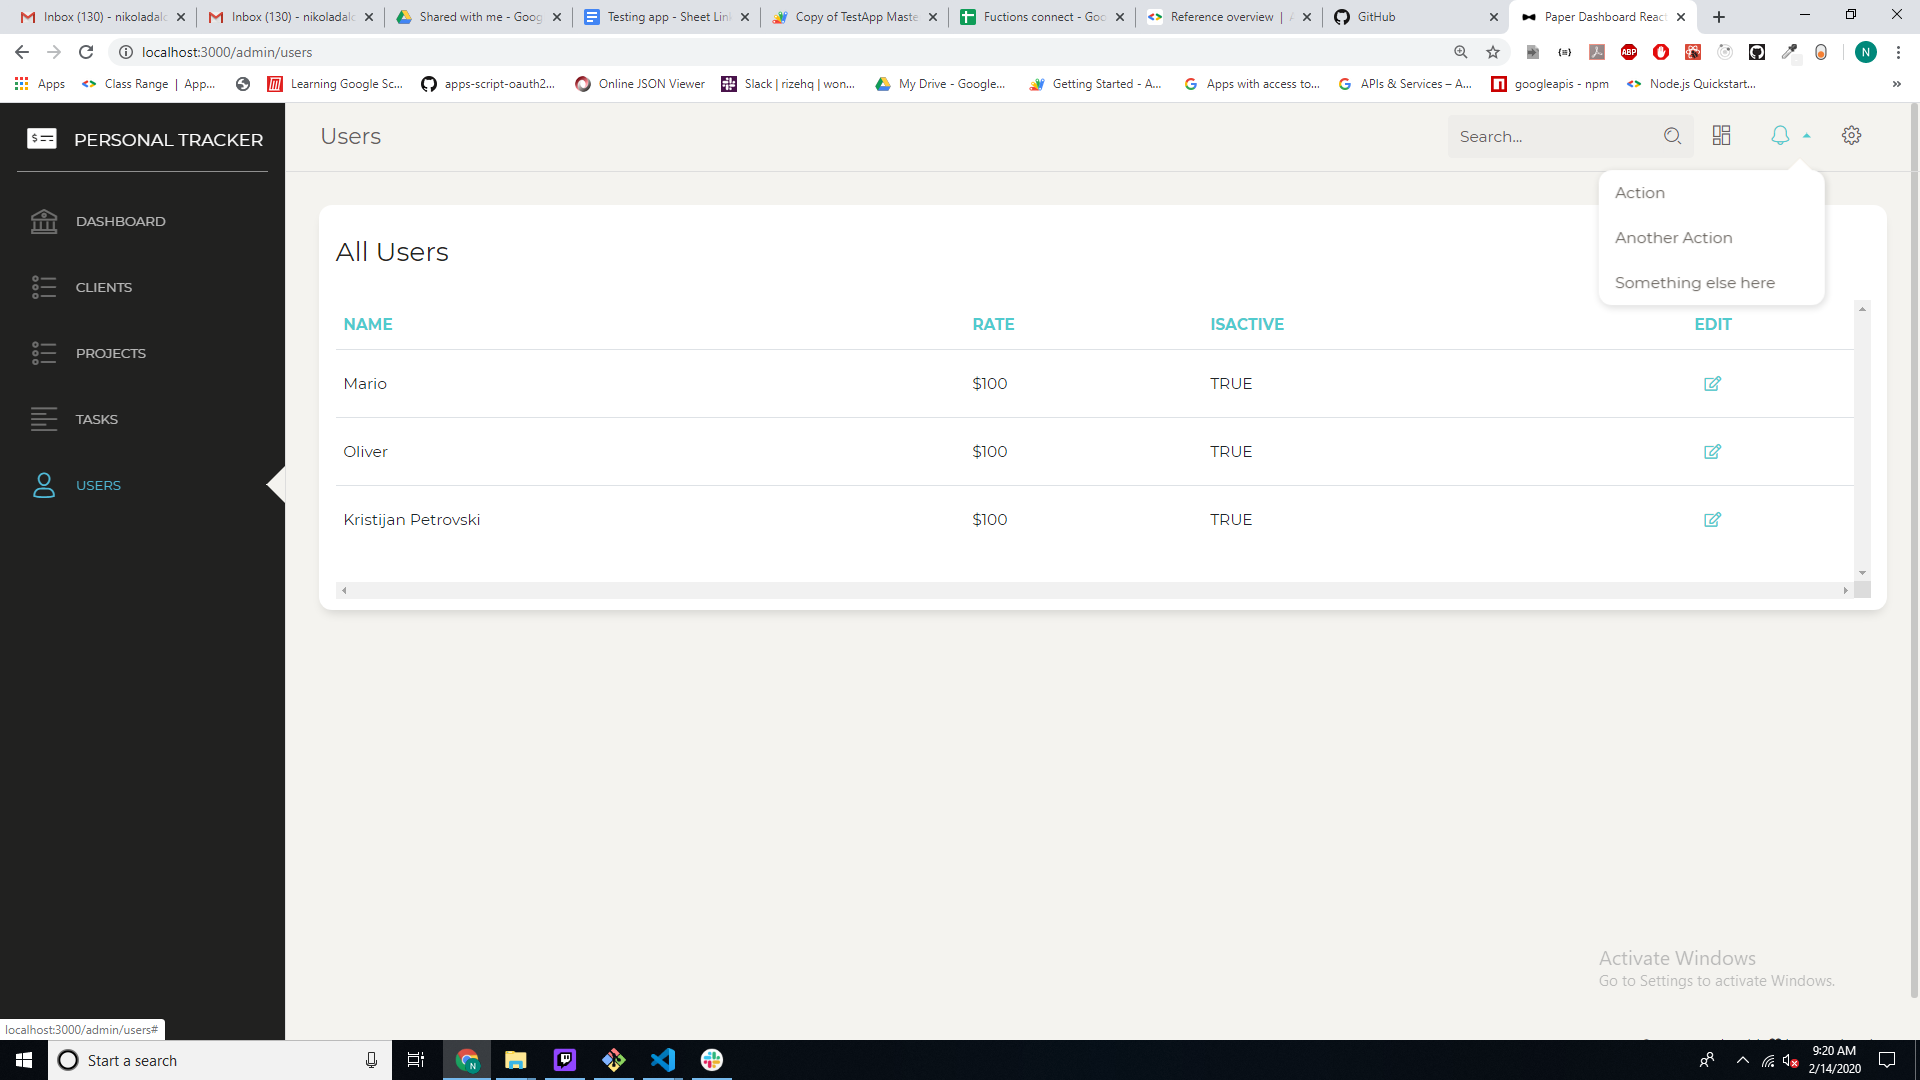 Inbox (130) - nikoladalc
Inbox (130) - nikoladalc
Shared with me - Goog
Testing app - Sheet Lin
Copy of TestApp Maste
Fuctions connect - Goo
Reference overview | A
GitHub
Paper Dashboard React
localhost:3000/admin/users
N
Apps
Class Range | App...
Learning Google Sc...
apps-script-oauth2...
Online JSON Viewer
Slack | rizehq | won...
My Drive - Google...
Getting Started - A...
Apps with access to...
APIs & Services – A...
googleapis - npm
Node.js Quickstart...
»
PERSONAL TRACKER
DASHBOARD
CLIENTS
PROJECTS
TASKS
USERS
Users
Search...
Action
Another Action
Something else here
All Users
NAME RATE ISACTIVE EDIT
Mario $100 TRUE
Oliver $100 TRUE
Kristijan Petrovski $100 TRUE
Activate Windows
Go to Settings to activate Windows.
localhost:3000/admin/users#
Start a search
9:20 AM
2/14/2020